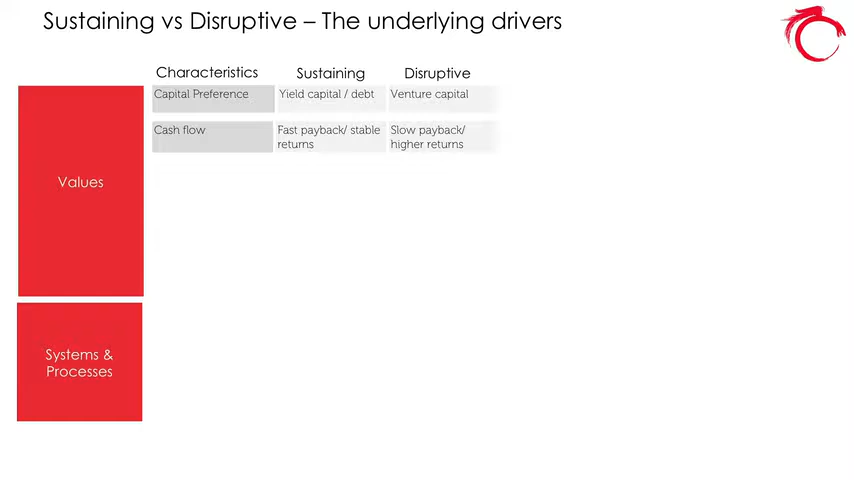 Sustaining vs Disruptive – The underlying drivers
Characteristics Sustaining Disruptive
Capital Preference Yield capital / debt Venture capital
Cash flow Fast payback/ stable returns Slow payback/ higher returns
Values
Systems &
Processes